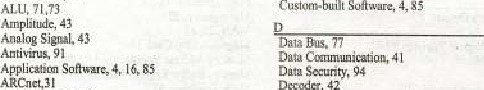 ALU, 71,73
Amplitude, 43
Analog Signal, 43
Antivirus, 91
Application Software, 4, 16, 85
ARCnet,31
Custom-built Software, 4, 85
D
Data Bus, 77
Data Communication, 41
Data Security, 94
Decoder, 42